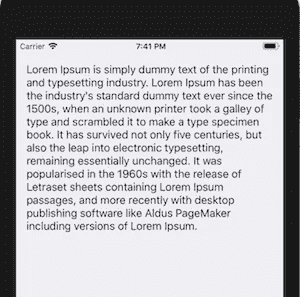 Carrier 7:41 PM
Lorem Ipsum is simply dummy text of the printing
and typesetting industry. Lorem Ipsum has been
the industry's standard dummy text ever since the
1500s, when an unknown printer took a galley of
type and scrambled it to make a type specimen
book. It has survived not only five centuries, but
also the leap into electronic typesetting,
remaining essentially unchanged. It was
popularised in the 1960s with the release of
Letraset sheets containing Lorem Ipsum
passages, and more recently with desktop
publishing software like Aldus PageMaker
including versions of Lorem Ipsum.